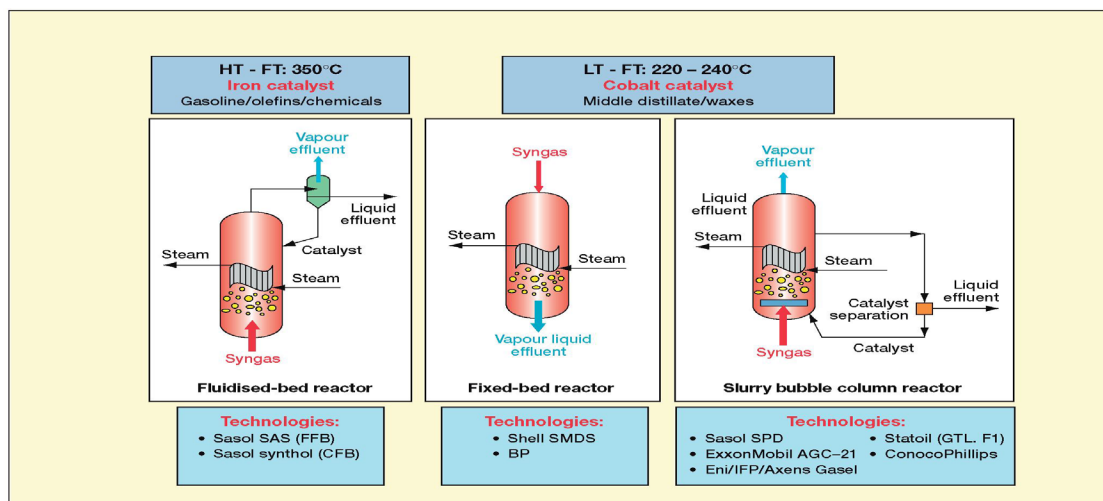 HT - FT: 350°C
Iron catalyst
Gasoline/olefins/chemicals
LT - FT: 220 – 240°C
Cobalt catalyst
Middle distillate/waxes
Vapour
effluent
Liquid
effluent
Catalyst
Steam
Steam
Syngas
Fluidised-bed reactor
Syngas
Steam
Steam
Vapour liquid
effluent
Fixed-bed reactor
Vapour
effluent
Liquid
effluent
Steam
Steam
Catalyst
separation
Liquid
effluent
Catalyst
Syngas
Slurry bubble column reactor
Technologies:
• Sasol SAS (FFB)
• Sasol synthol (CFB)
Technologies:
• Shell SMDS
• BP
Technologies:
• Sasol SPD
• ExxonMobil AGC–21
• Eni/IFP/Axens Gasel
• Statoil (GTL. F1)
• ConocoPhillips